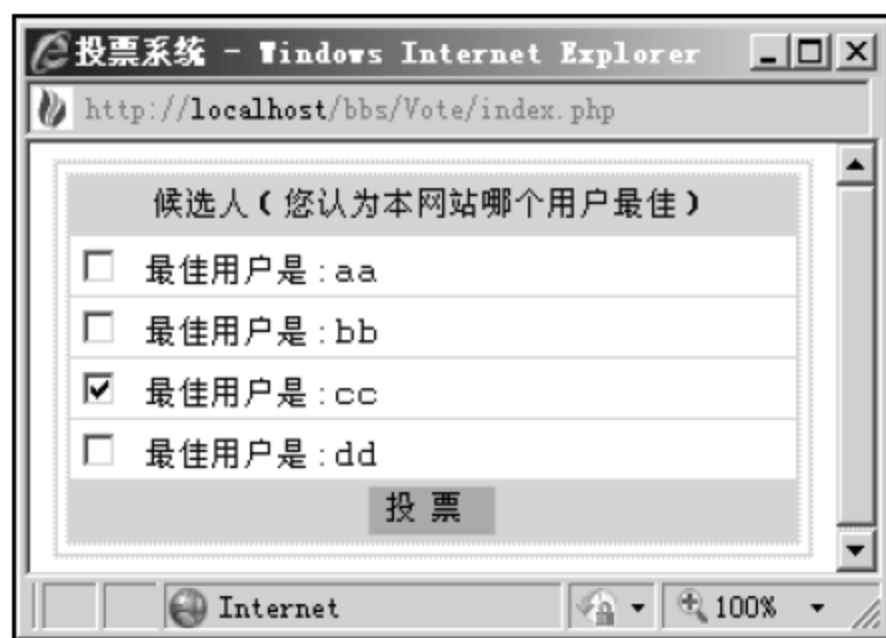 投票系统 - Windows Internet Explorer
http://localhost/bbs/Vote/index.php
候选人(您认为本网站哪个用户最佳)
最佳用户是:aa
最佳用户是:bb
最佳用户是:cc
最佳用户是:dd
投 票
Internet
100%